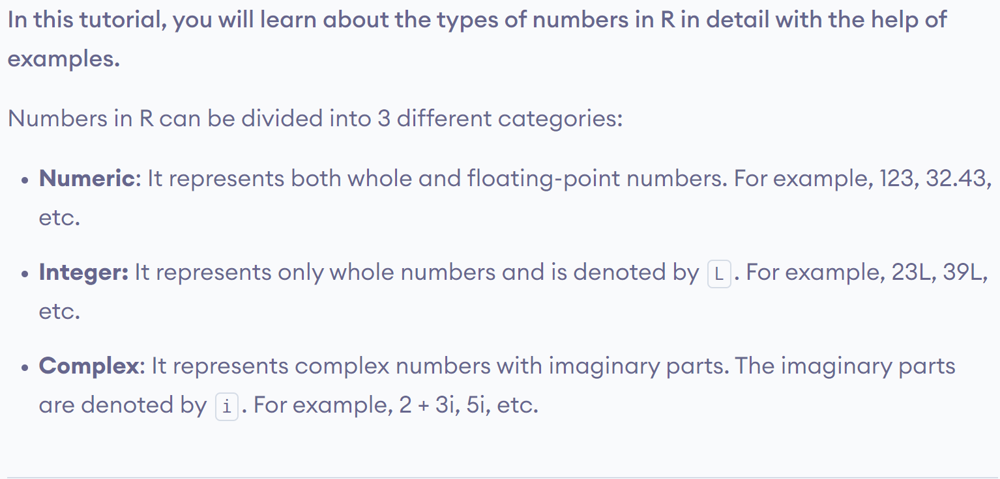 In this tutorial, you will learn about the types of numbers in R in detail with the help of
examples.
Numbers in R can be divided into 3 different categories:
• Numeric: It represents both whole and floating-point numbers. For example, 123, 32.43,
etc.
• Integer: It represents only whole numbers and is denoted by L. For example, 23L, 39L,
etc.
• Complex: It represents complex numbers with imaginary parts. The imaginary parts
are denoted by i. For example, 2 + 3i, 5i, etc.